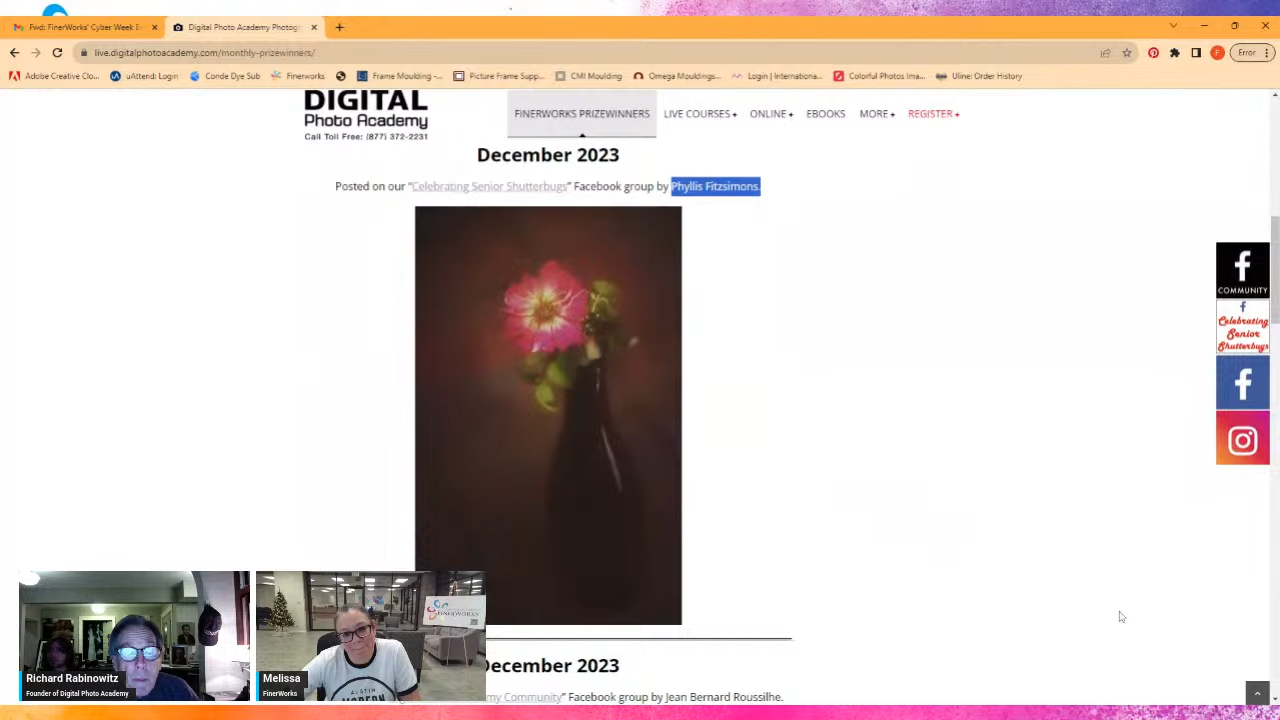 Fwd: FinerWorks' Cyber Week E
Digital Photo Academy Photog
live.digitalphotoacademy.com/monthly-prizewinners/
Error
Adobe Creative Clo...
uAttend: Login
Conde Dye Sub
Finerworks
Frame Moulding -...
Picture Frame Supp...
CMI Moulding
Omega Mouldings...
Login | Internationa...
Colorful Photos Ima...
Uline: Order History
DIGITAL
Photo Academy
Call Toll Free: (877) 372-2231
FINERWORKS PRIZEWINNERS
LIVE COURSES+
ONLINE+
EBOOKS
MORE+
REGISTER+
December 2023
Posted on our "Celebrating Senior Shutterbugs" Facebook group by Phyllis Fitzsimons.
COMMUNITY
Celebrating
Senior
Shutterbugs
FINERWORKS
AUSTIN
Richard Rabinowitz
Founder of Digital Photo Academy
Melissa
FinerWorks
December 2023
my Community" Facebook group by Jean Bernard Roussilhe.